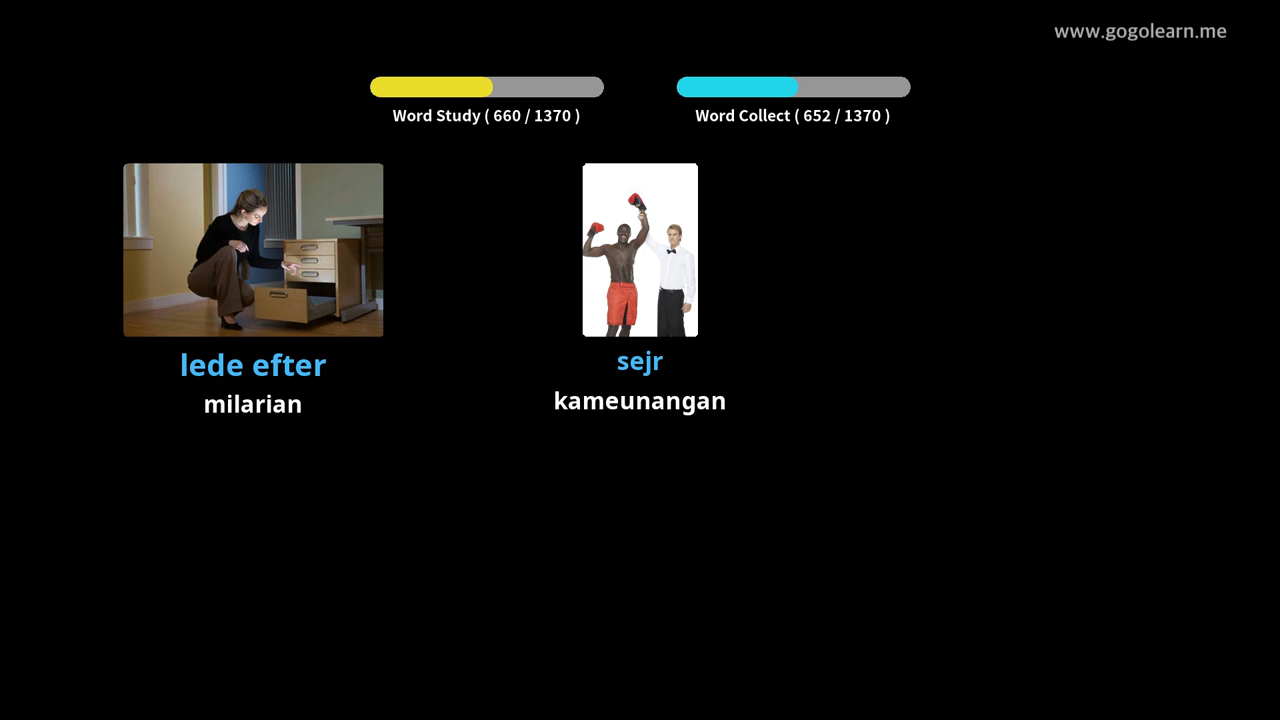 www.gogolearn.me
Word Study ( 660 / 1370 )
Word Collect ( 652 / 1370 )
lede efter
milarian
sejr
kameunangan